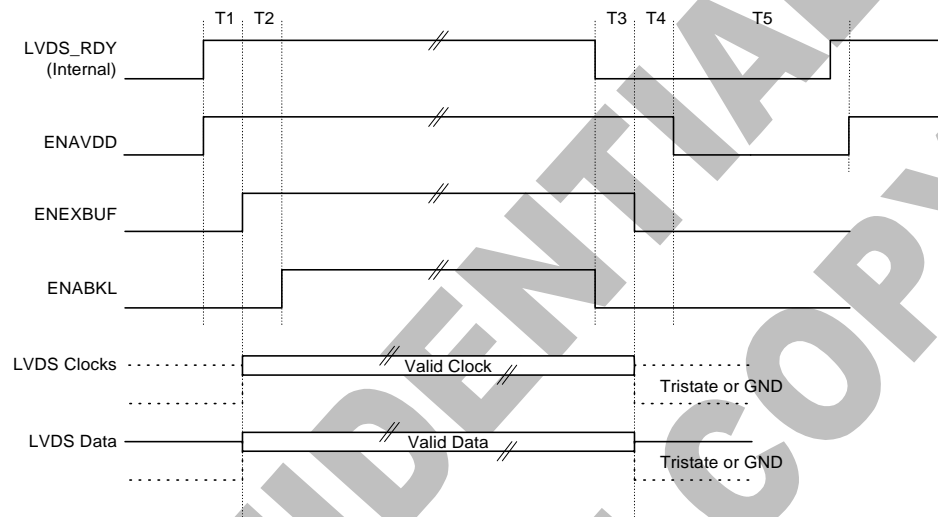 T1 T2 T3 T4 T5
LVDS_RDY
(Internal)
ENAVDD
ENEXBUF
ENABKL
LVDS Clocks Valid Clock
Tristate or GND
LVDS Data Valid Data
Tristate or GND
CONFIDENTIAL
COPY